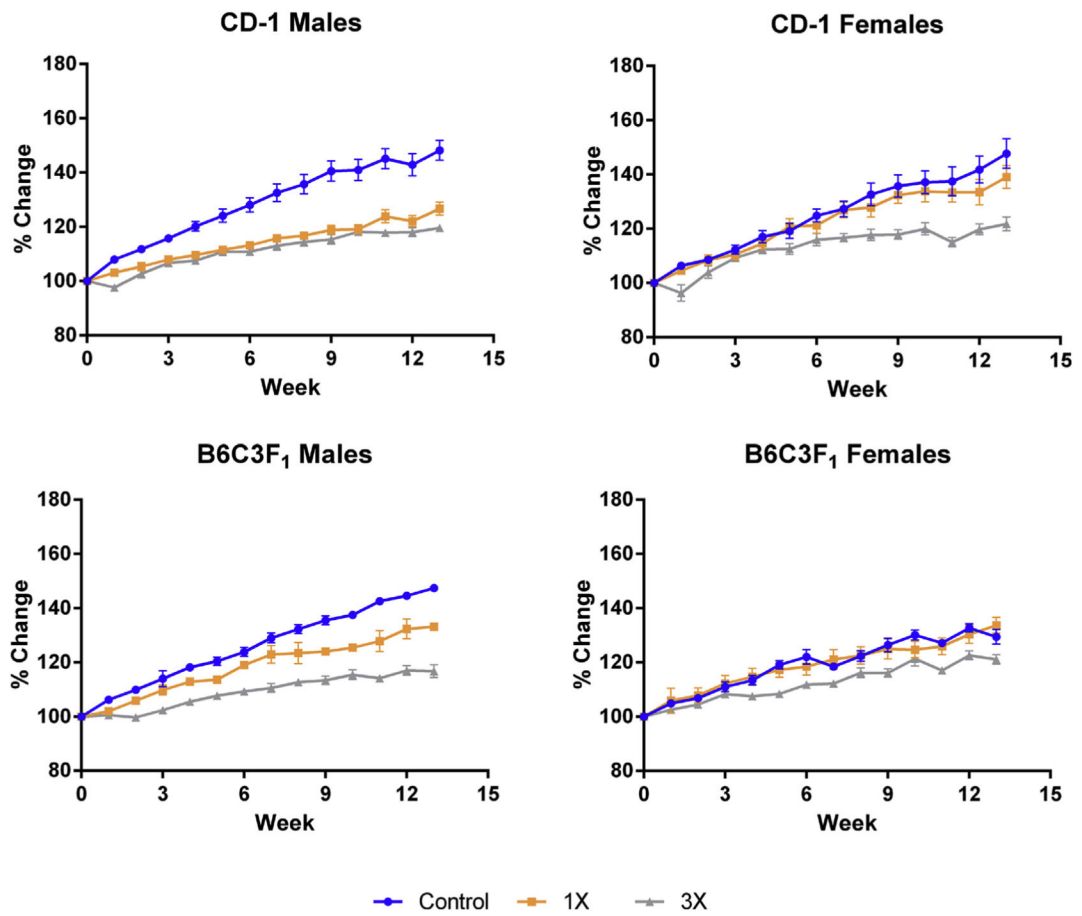 CD-1 Males
180
160
140
120
100
80
% Change
0 3 6 9 12 15
Week
CD-1 Females
180
160
140
120
100
80
% Change
0 3 6 9 12 15
Week
B6C3F₁ Males
180
160
140
120
100
80
% Change
0 3 6 9 12 15
Week
B6C3F₁ Females
180
160
140
120
100
80
% Change
0 3 6 9 12 15
Week
Control 1X 3X